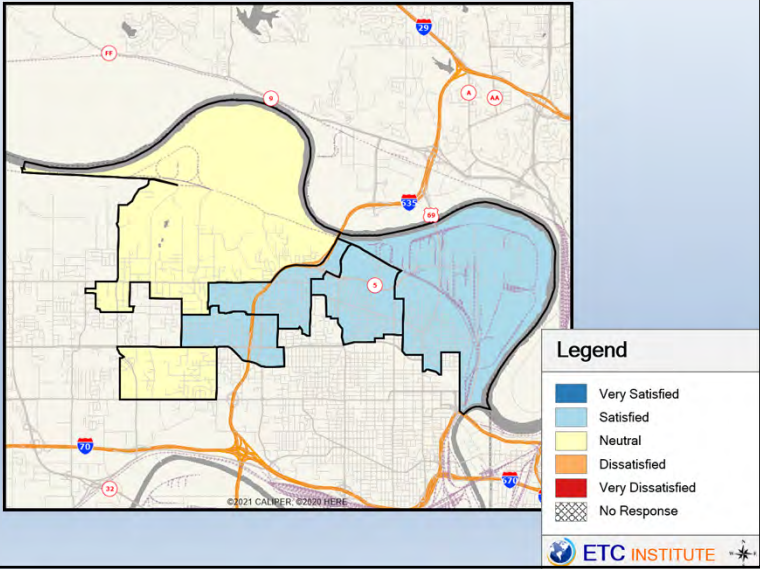 29
FF
A
AA
9
635
69
5
Legend
Very Satisfied
Satisfied
Neutral
Dissatisfied
Very Dissatisfied
No Response
70
32
670
©2021 CALIPER; ©2020 HERE
ETC INSTITUTE